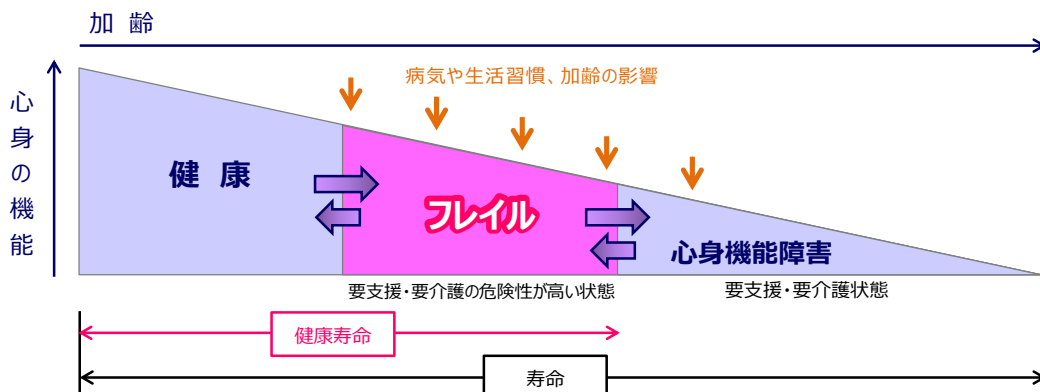 加 齢
心身の機能
病気や生活習慣、加齢の影響
健 康
フレイル
心身機能障害
要支援・要介護の危険性が高い状態
要支援・要介護状態
健康寿命
寿命